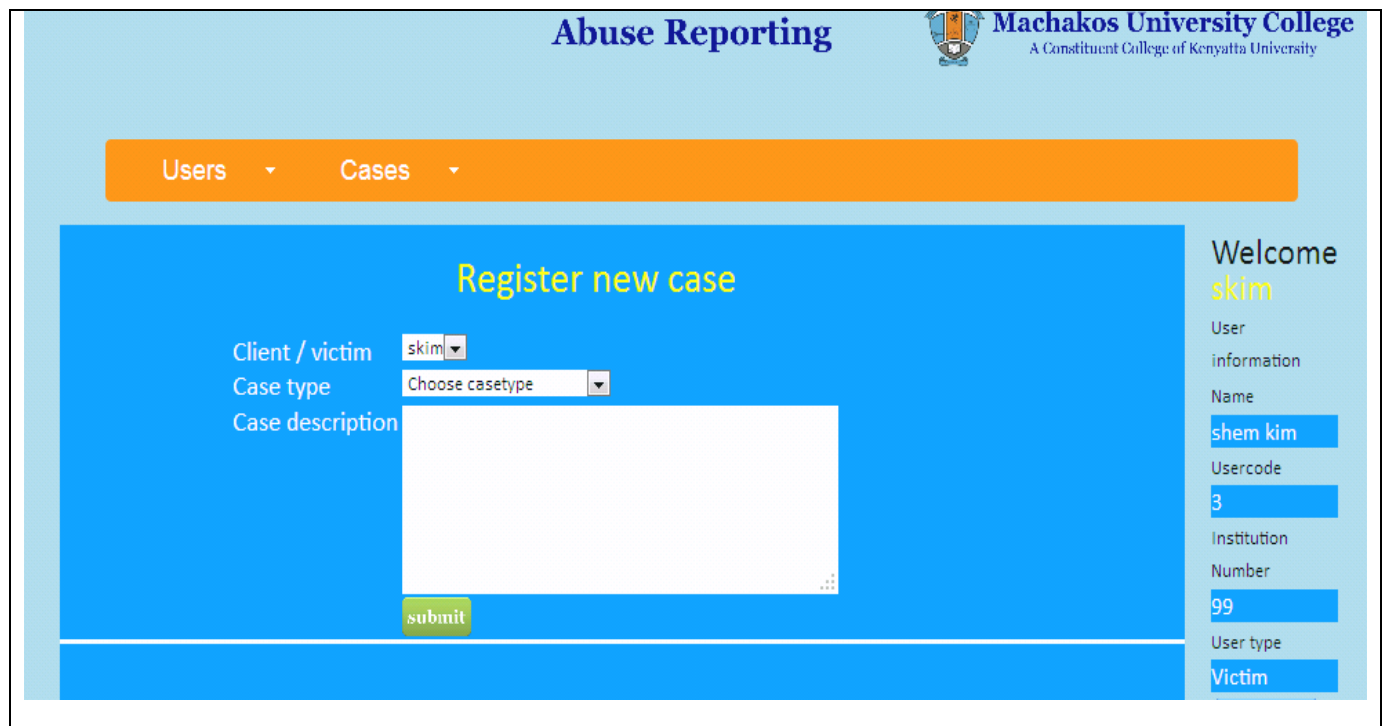 Abuse Reporting
Machakos University College
A Constituent College of Kenyatta University
Users
Cases
Register new case
Client / victim
skim
Case type
Choose casetype
Case description
submit
Welcome
skim
User
information
Name
shem kim
Usercode
3
Institution
Number
99
User type
Victim